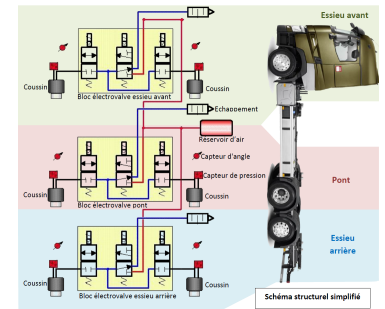 Essieu avant
Coussin
Coussin
Bloc électrovalve essieu avant
Echappement
Réservoir d'air
Capteur d'angle
Capteur de pression
Pont
Coussin
Coussin
Bloc électrovalve pont
Essieu
arrière
Coussin
Coussin
Bloc électrovalve essieu arrière
Schéma structurel simplifié